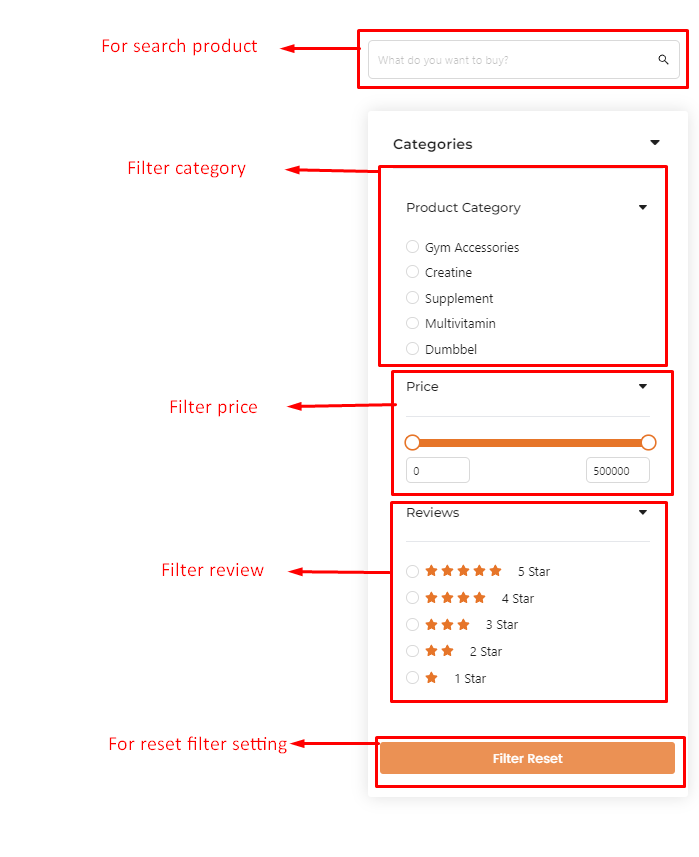 For search product
What do you want to buy?
Categories
Filter category
Product Category
Gym Accessories
Creatine
Supplement
Multivitamin
Dumbbel
Price
Filter price
0
500000
Reviews
Filter review
5 Star
4 Star
3 Star
2 Star
1 Star
For reset filter setting
Filter Reset